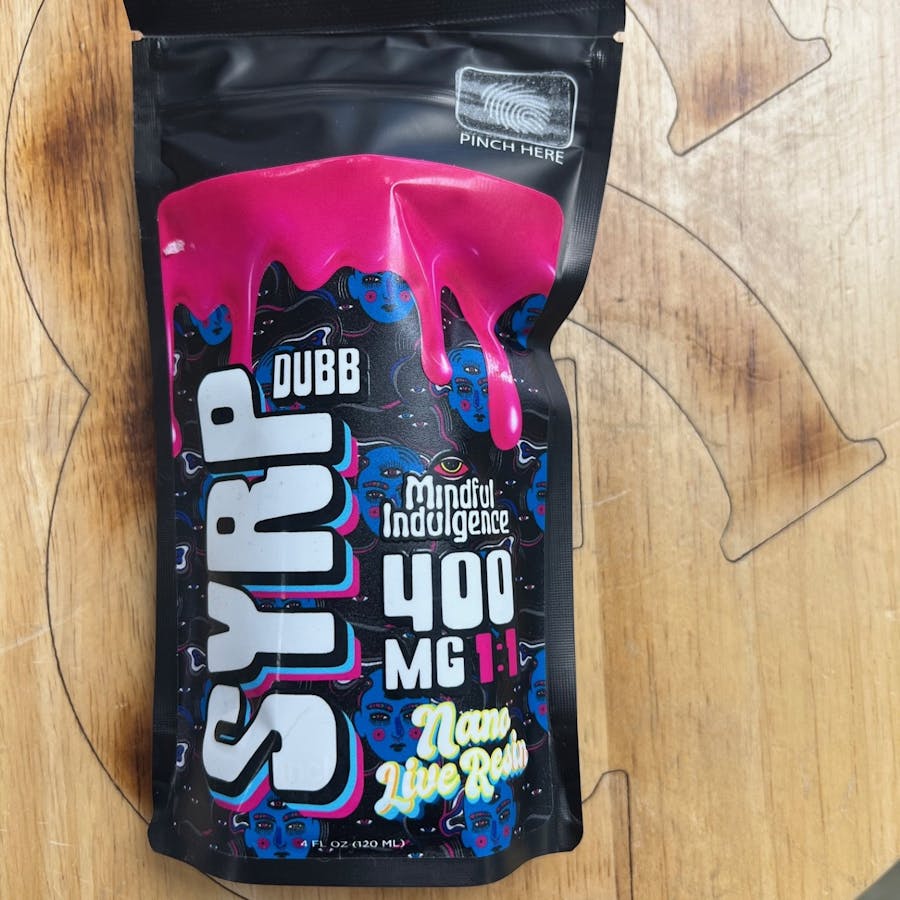 PINCH HERE
DUBB
SYRP
Mindful
Indulgence
400
MG 1:1
Nano
Live Resin
4 FL OZ (120 ML)